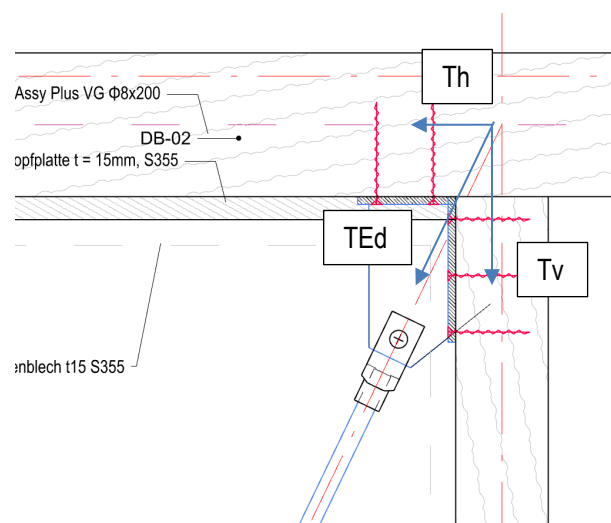 Th
Assy Plus VG Φ8x200
DB-02
opfplatte t = 15mm, S355
TEd
Tv
enblech t15 S355